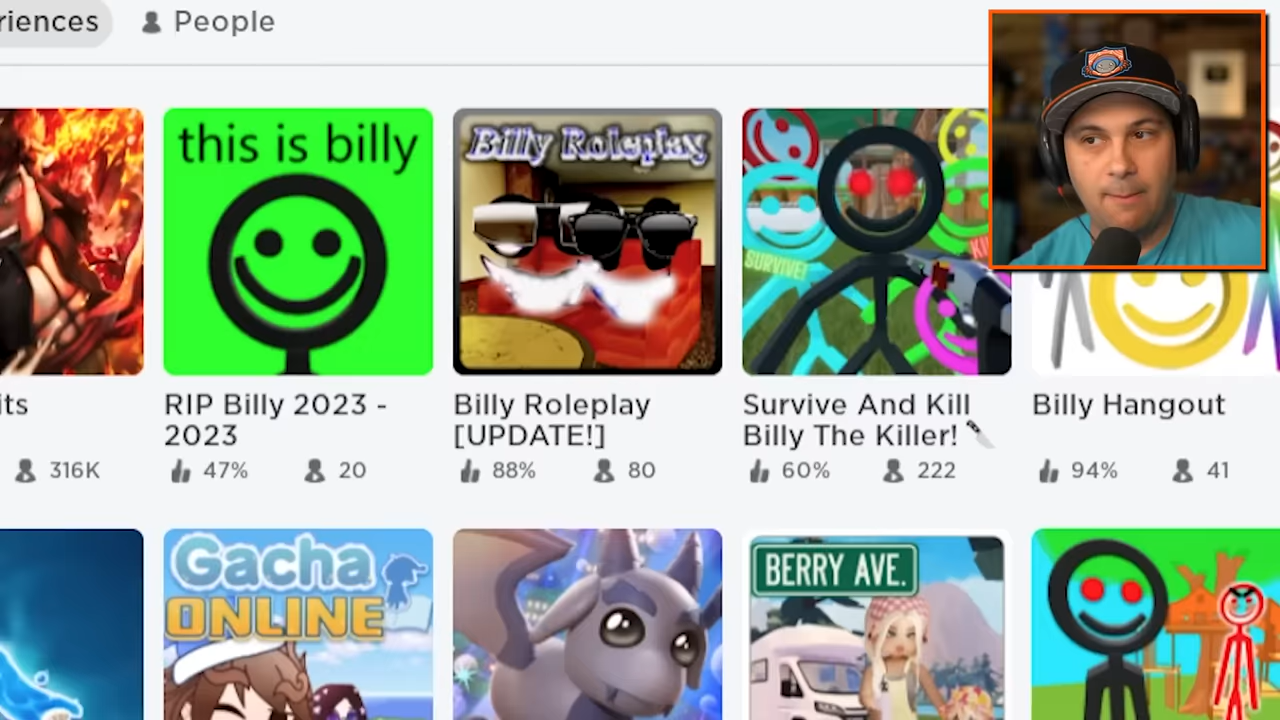 riences
People
this is billy
Billy Roleplay
SURVIVE!
RIP Billy 2023 -
2023
47%
20
Billy Roleplay
[UPDATE!]
88%
80
Survive And Kill
Billy The Killer! 🔪
60%
222
Billy Hangout
94%
41
its
316K
Gacha
ONLINE
BERRY AVE.